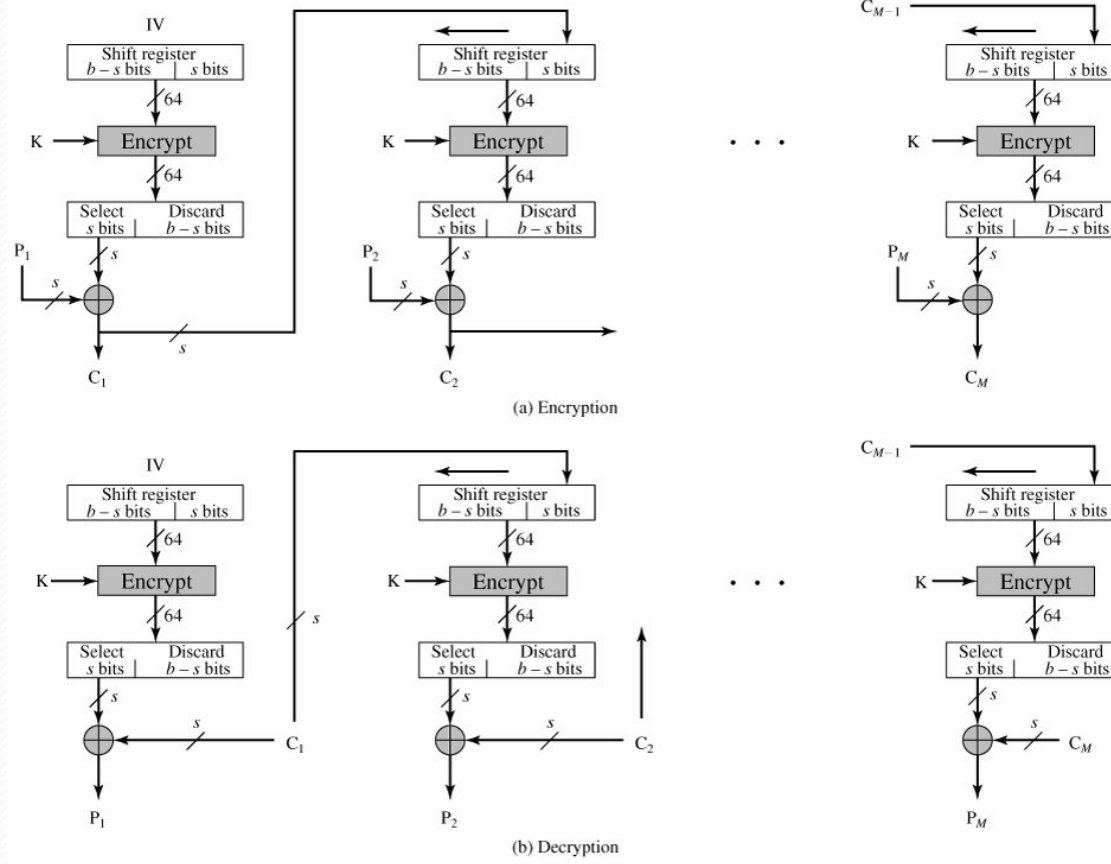 IV
C_{M-1}
Shift register
b – s bits | s bits
Shift register
b – s bits | s bits
Shift register
b – s bits | s bits
64
64
64
K
Encrypt
K
Encrypt
K
Encrypt
64
64
64
Select Discard
s bits | b – s bits
Select Discard
s bits | b – s bits
Select Discard
s bits | b – s bits
P_1
s
s
P_2
s
s
P_M
s
s
s
C_1
C_2
C_M
(a) Encryption
IV
C_{M-1}
Shift register
b – s bits | s bits
Shift register
b – s bits | s bits
Shift register
b – s bits | s bits
64
64
64
K
Encrypt
K
Encrypt
K
Encrypt
64
s
64
64
Select Discard
s bits | b – s bits
Select Discard
s bits | b – s bits
Select Discard
s bits | b – s bits
s
s
s
s
C_1
s
C_2
s
C_M
P_1
P_2
P_M
(b) Decryption